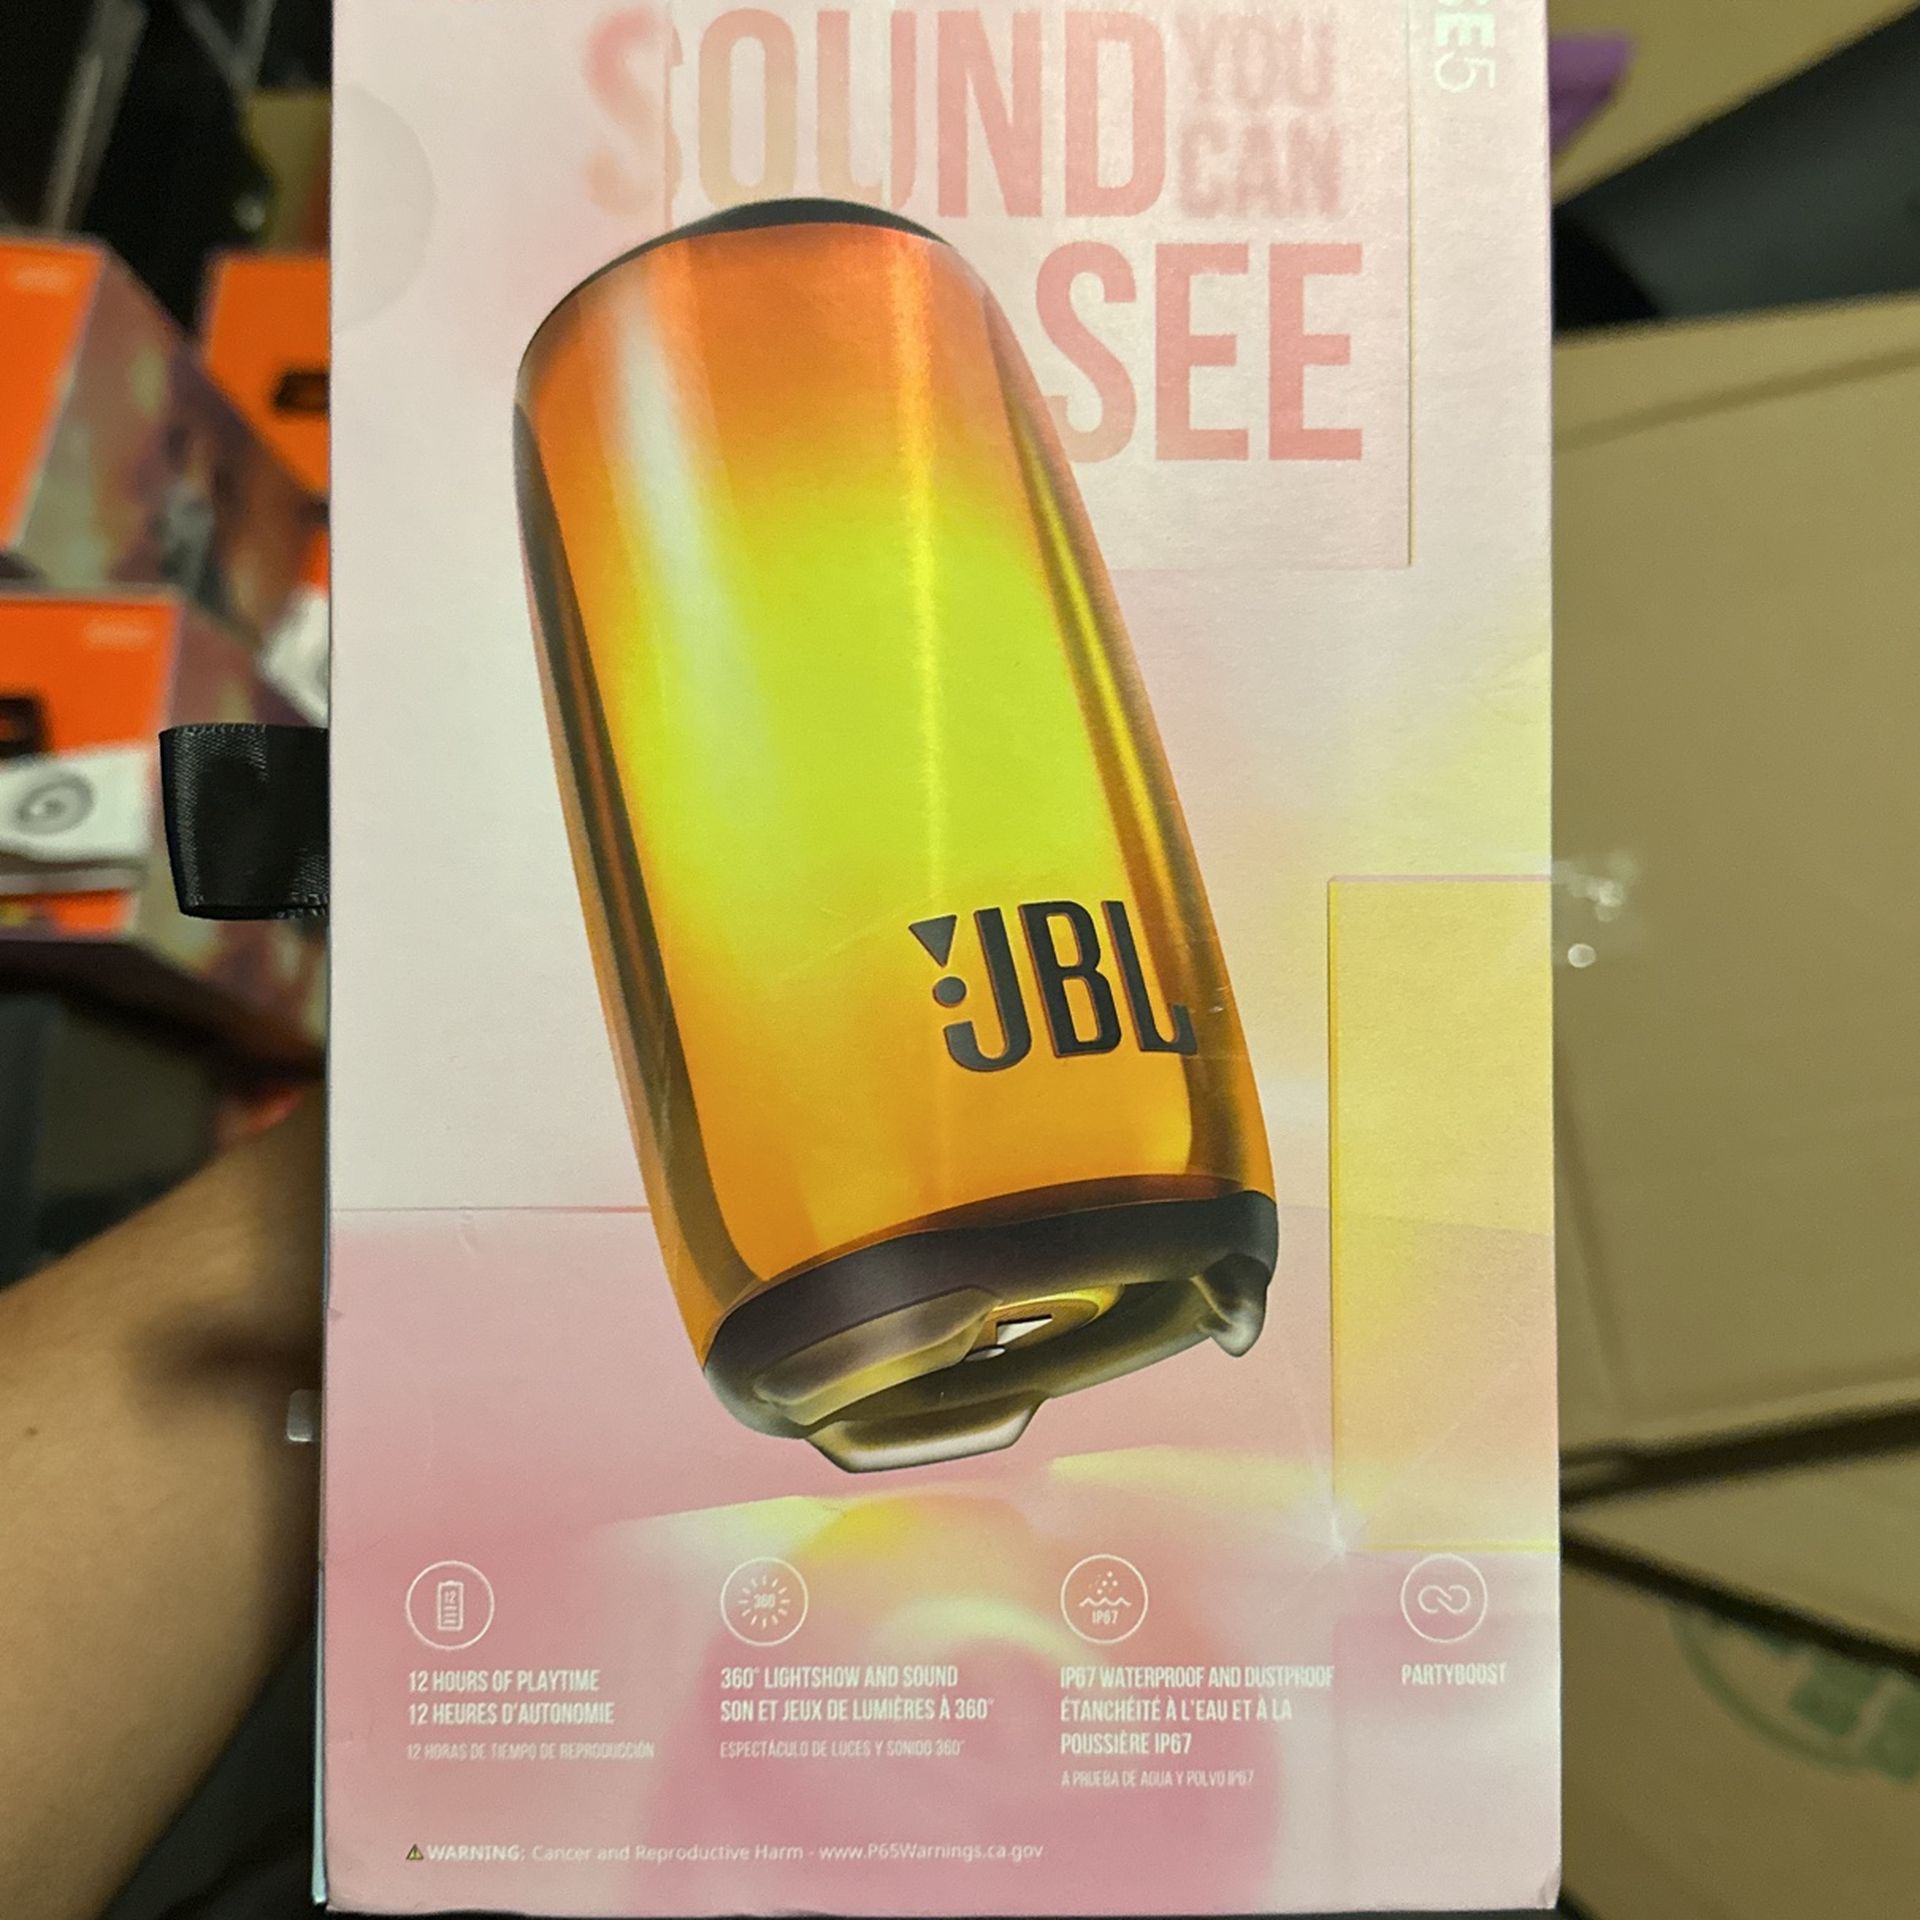 SOUND YOU
CAN
SEE
SE5
JBL
12
12 HOURS OF PLAYTIME
12 HEURES D'AUTONOMIE
12 HORAS DE TIEMPO DE REPRODUCCIÓN
360
360° LIGHTSHOW AND SOUND
SON ET JEUX DE LUMIÈRES À 360°
ESPECTÁCULO DE LUCES Y SONIDO 360°
IP67
IP67 WATERPROOF AND DUSTPROOF
ÉTANCHÉITÉ À L'EAU ET À LA
POUSSIÈRE IP67
A PRUEBA DE AGUA Y POLVO IP67
PARTYBOOST
WARNING: Cancer and Reproductive Harm - www.P65Warnings.ca.gov